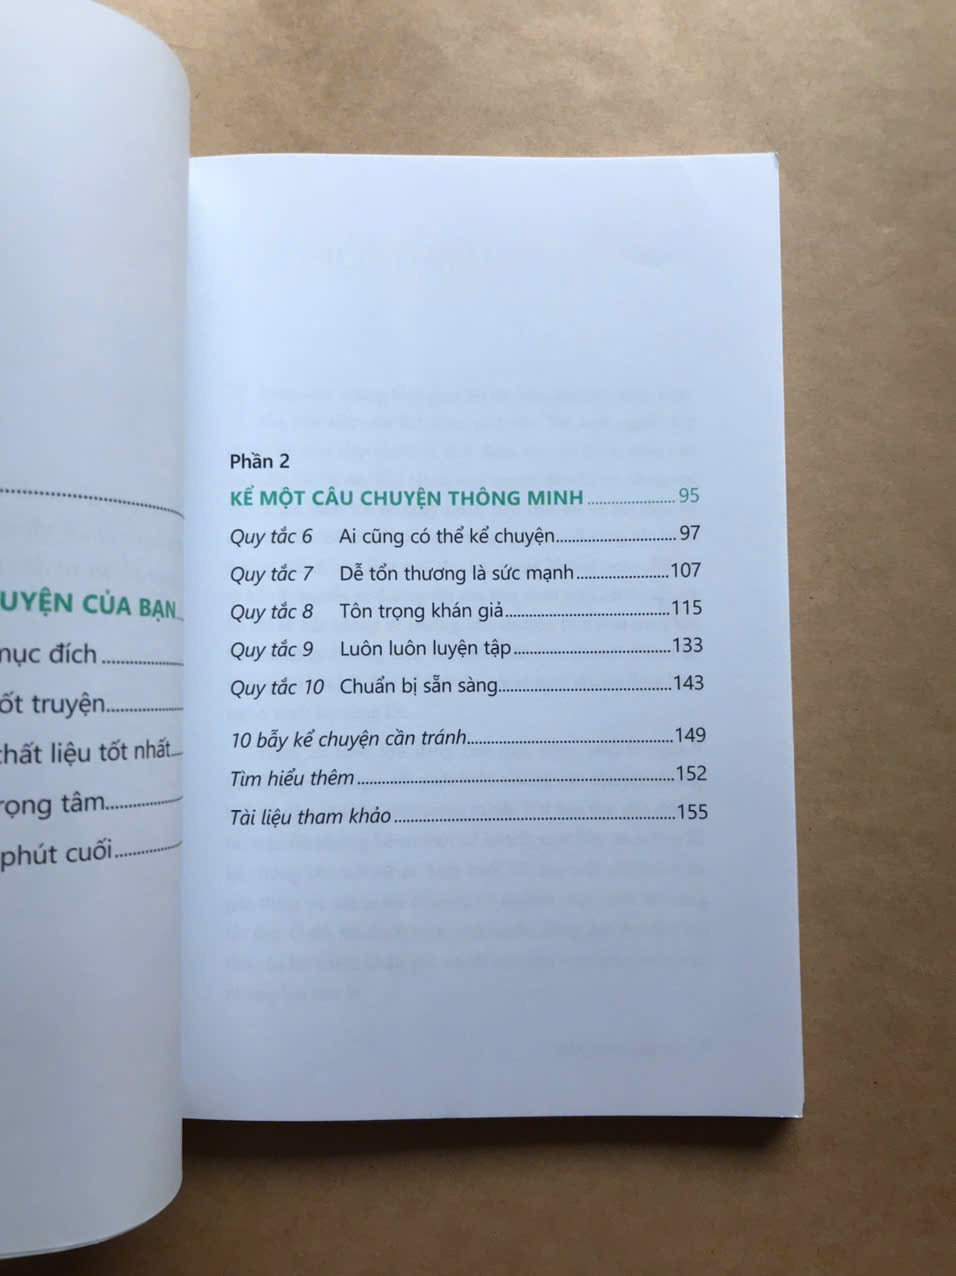 UYỆN CỦA BẠN
mục đích
ốt truyện
chất liệu tốt nhất
rọng tâm
phút cuối
Phần 2
KỂ MỘT CÂU CHUYỆN THÔNG MINH 95
Quy tắc 6 Ai cũng có thể kể chuyện 97
Quy tắc 7 Dễ tổn thương là sức mạnh 107
Quy tắc 8 Tôn trọng khán giả 115
Quy tắc 9 Luôn luôn luyện tập 133
Quy tắc 10 Chuẩn bị sẵn sàng 143
10 bẫy kể chuyện cần tránh 149
Tìm hiểu thêm 152
Tài liệu tham khảo 155